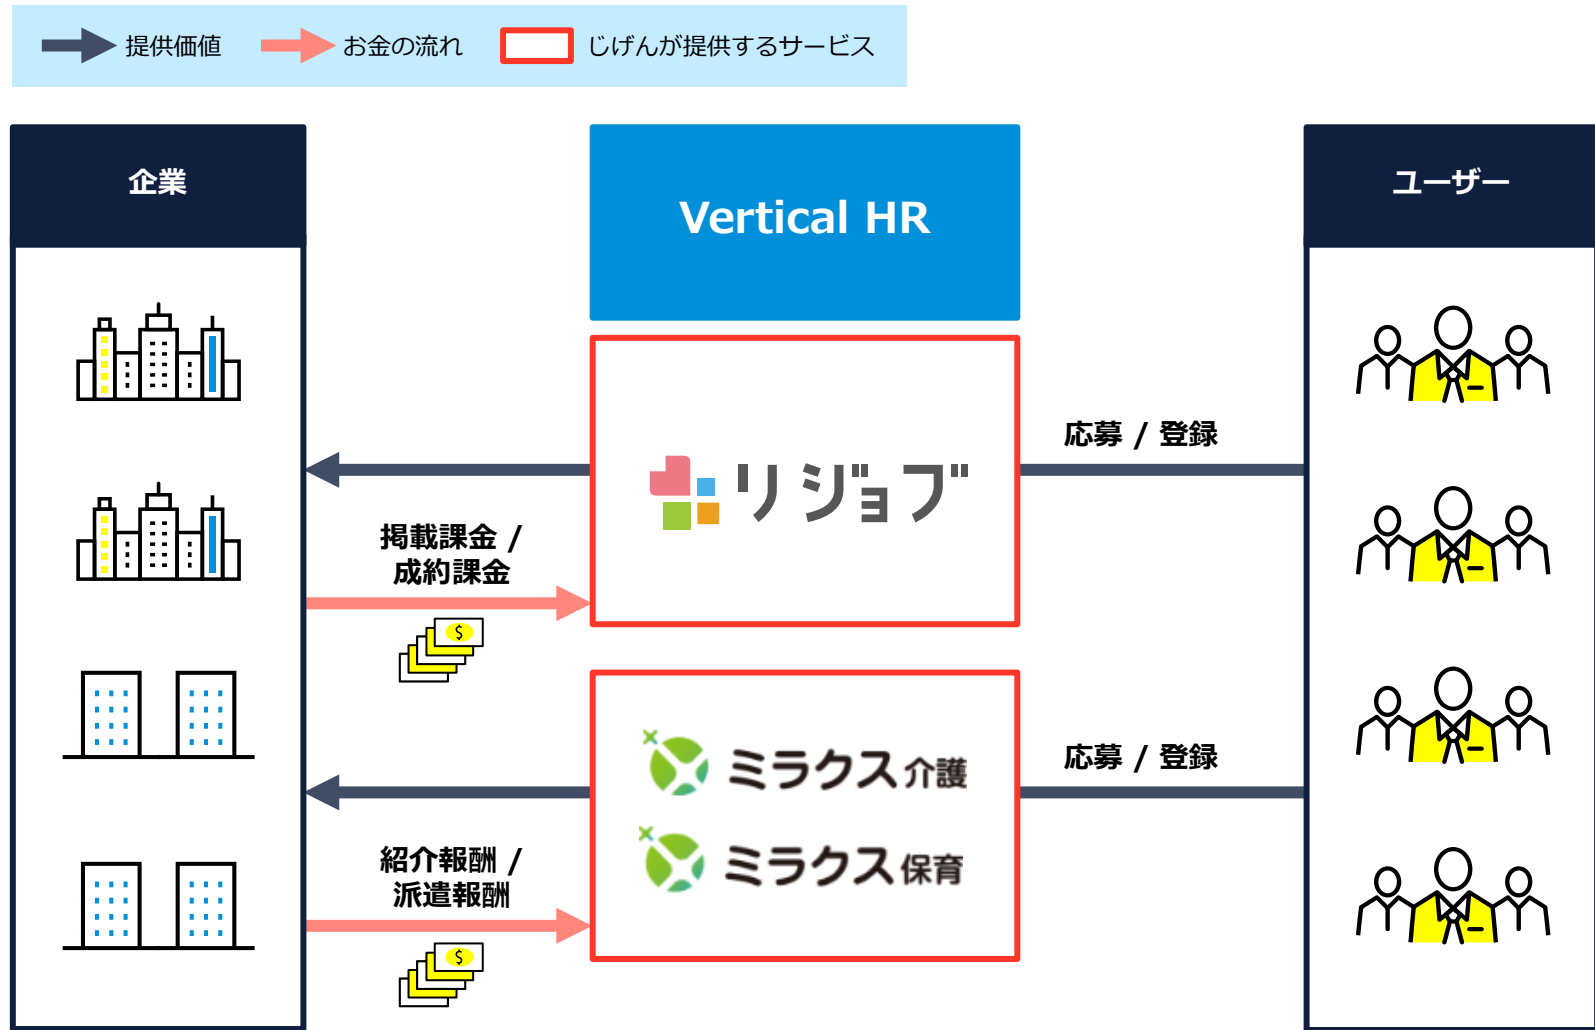 提供価値
お金の流れ
じげんが提供するサービス
企業
Vertical HR
ユーザー
応募 / 登録
リジョブ
掲載課金 /
成約課金
$
応募 / 登録
ミラクス介護
ミラクス保育
紹介報酬 /
派遣報酬
$